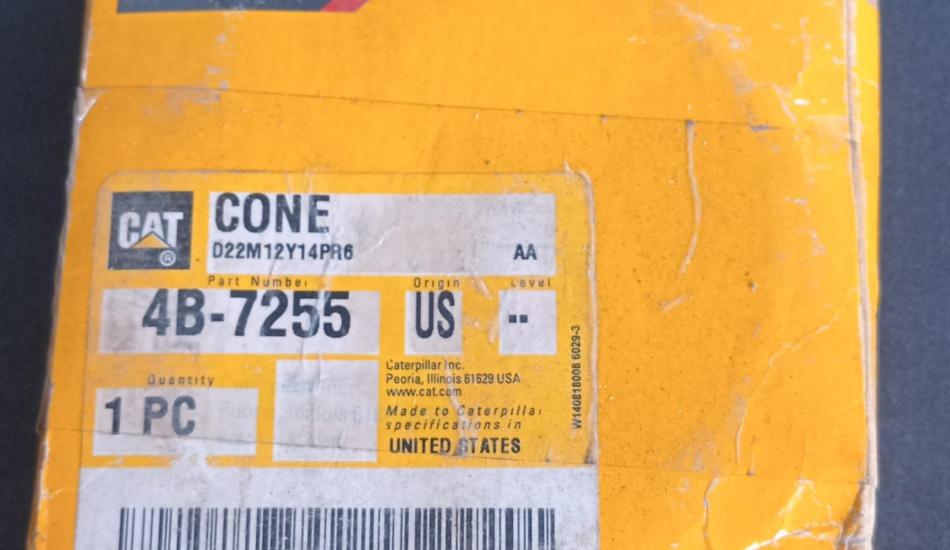 CAT
®
CONE
D22M12Y14PR6 AA
Part Number Origin Level
4B-7255 US --
Caterpillar Inc.
Peoria, Illinois 61629 USA
www.cat.com
Quantity
1 PC
Made to Caterpillar
specifications in
UNITED STATES
W140818008 6029-3